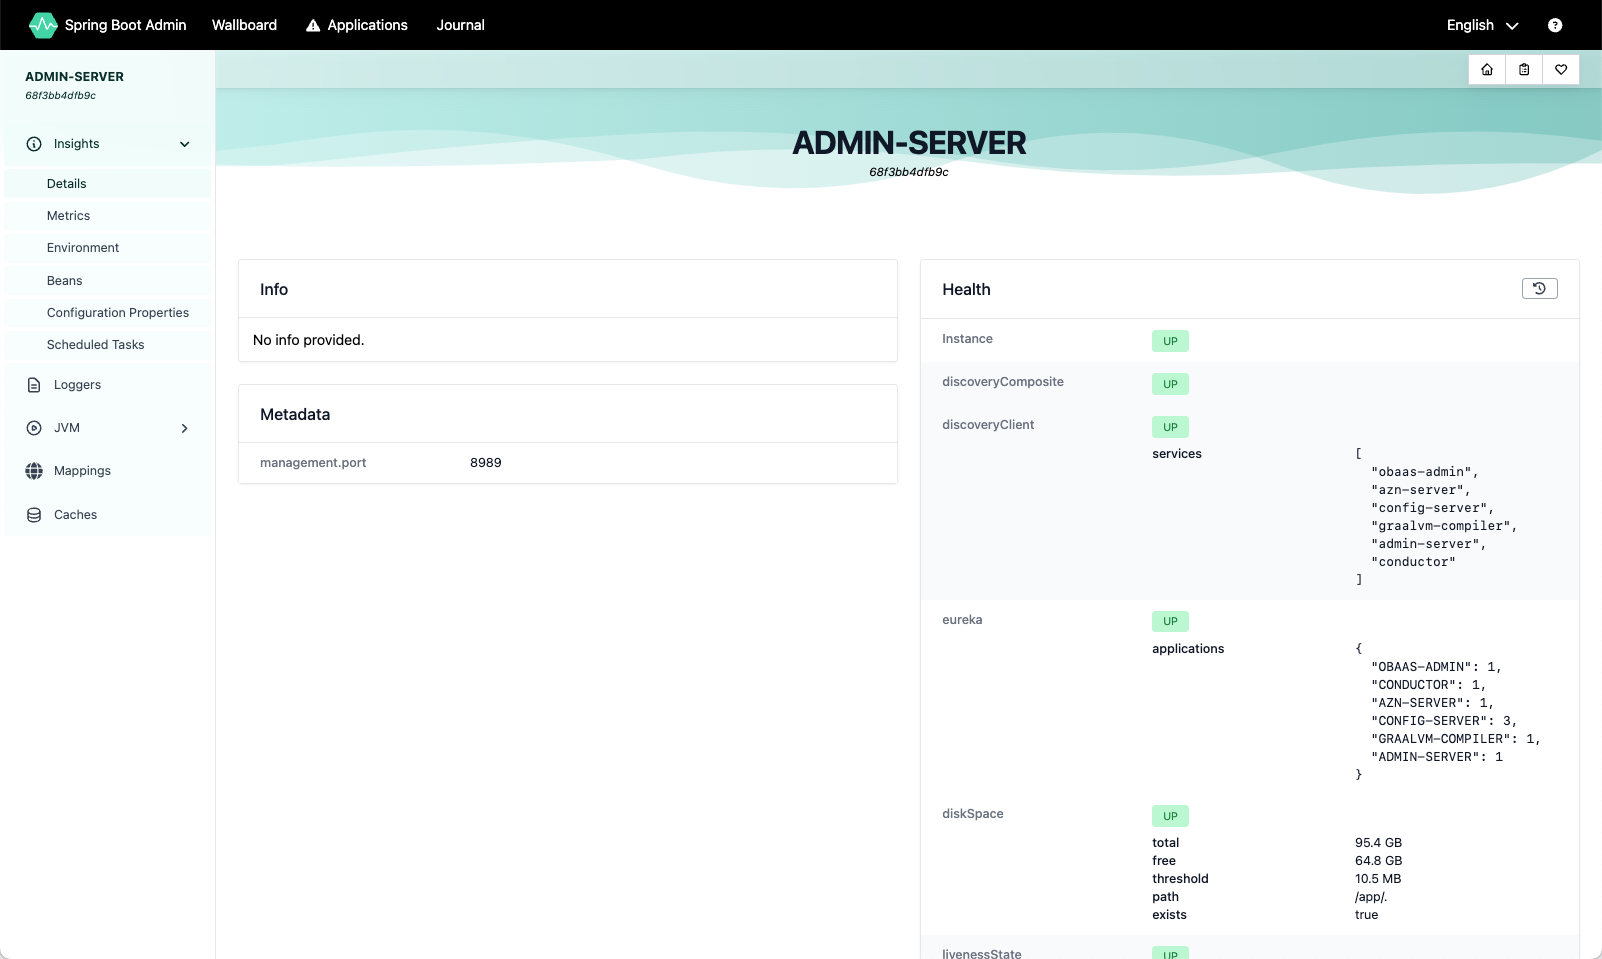 Spring Boot Admin
Wallboard
Applications
Journal
English
ADMIN-SERVER
68f3bb4dfb9c
Insights
Details
Metrics
Environment
Beans
Configuration Properties
Scheduled Tasks
Loggers
JVM
Mappings
Caches
ADMIN-SERVER
68f3bb4dfb9c
Info
No info provided.
Metadata
management.port 8989
Health
Instance UP
discoveryComposite UP
discoveryClient UP
services [
"obaas-admin",
"azn-server",
"config-server",
"graalvm-compiler",
"admin-server",
"conductor"
]
eureka UP
applications {
"OBAAS-ADMIN": 1,
"CONDUCTOR": 1,
"AZN-SERVER": 1,
"CONFIG-SERVER": 3,
"GRAALVM-COMPILER": 1,
"ADMIN-SERVER": 1
}
diskSpace UP
total 95.4 GB
free 64.8 GB
threshold 10.5 MB
path /app/.
exists true
livenessState UP